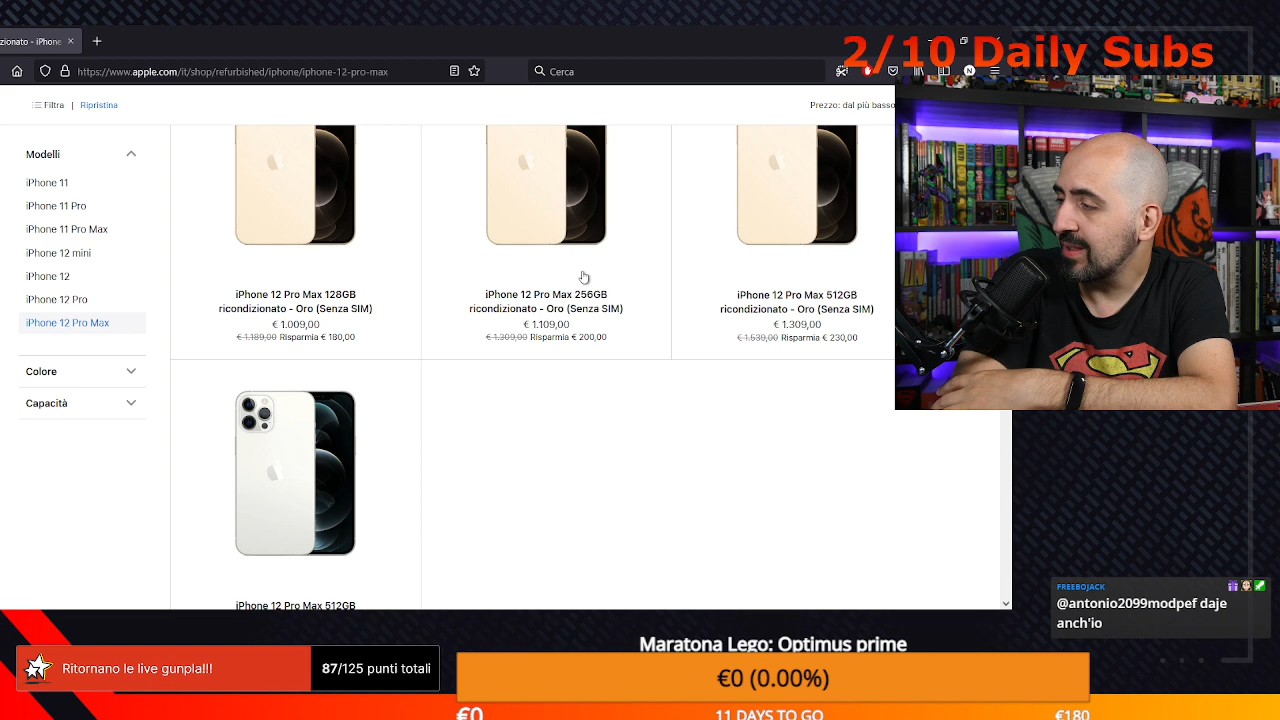 2/10 Daily Subs
zionato - iPhone
https://www.apple.com/it/shop/refurbished/iphone/iphone-12-pro-max
Cerca
Filtra | Ripristina
Prezzo: dal più basso
Modelli
iPhone 11
iPhone 11 Pro
iPhone 11 Pro Max
iPhone 12 mini
iPhone 12
iPhone 12 Pro
iPhone 12 Pro Max
Colore
Capacità
iPhone 12 Pro Max 128GB
ricondizionato - Oro (Senza SIM)
€ 1.009,00
€ 1.189,00 Risparmia € 180,00
iPhone 12 Pro Max 256GB
ricondizionato - Oro (Senza SIM)
€ 1.109,00
€ 1.309,00 Risparmia € 200,00
iPhone 12 Pro Max 512GB
ricondizionato - Oro (Senza SIM)
€ 1.309,00
€ 1.539,00 Risparmia € 230,00
iPhone 12 Pro Max 512GB
FREEBOJACK
@antonio2099modpef daje
anch'io
Ritornano le live gunpla!!!
87/125 punti totali
Maratona Lego: Optimus prime
€0 (0.00%)
€0
11 DAYS TO GO
€180